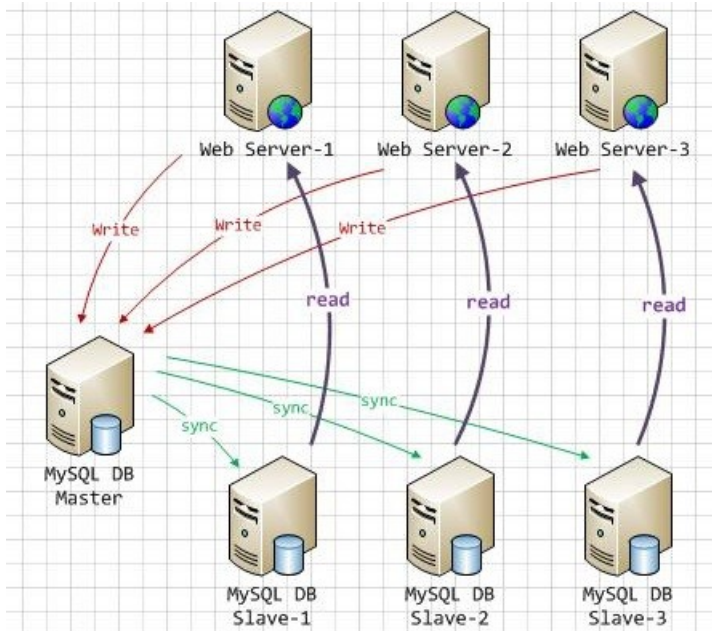 Web Server-1
Web Server-2
Web Server-3
Write
Write
Write
read
read
read
sync
sync
sync
MySQL DB
Master
MySQL DB
Slave-1
MySQL DB
Slave-2
MySQL DB
Slave-3